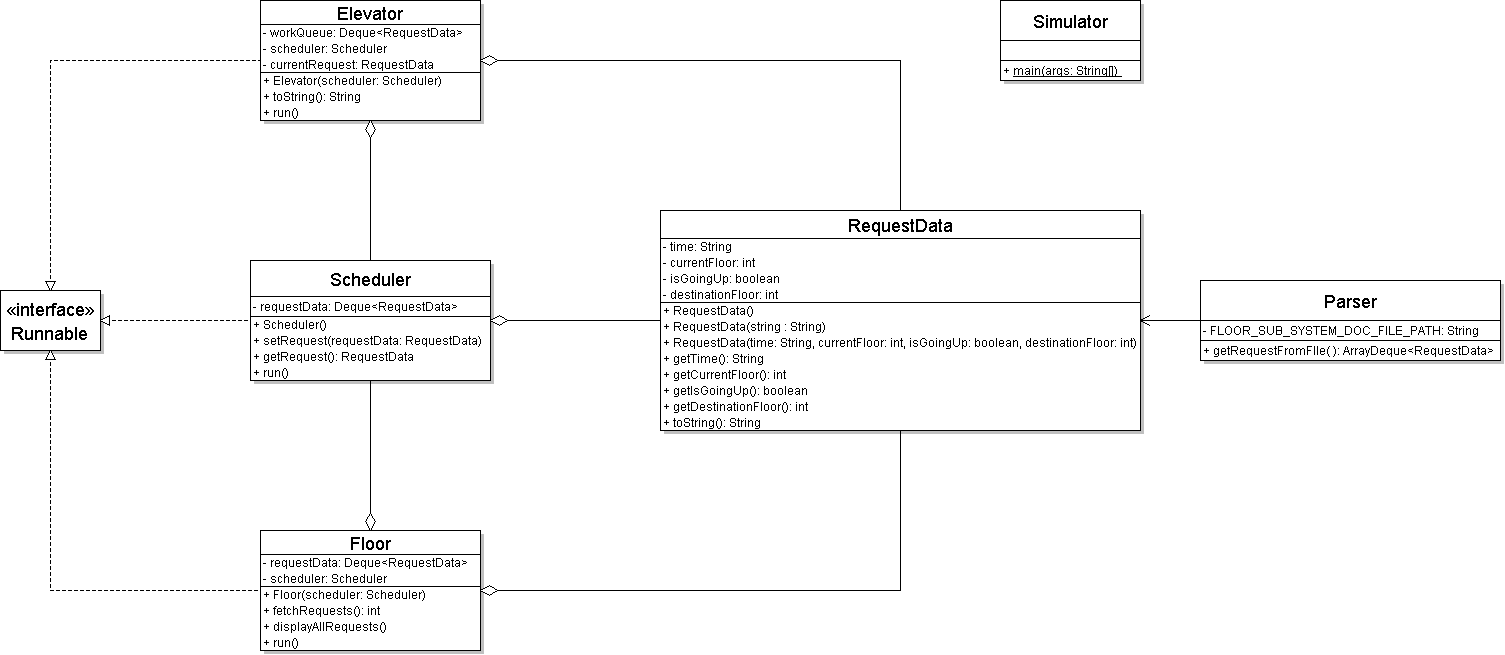 Elevator
- workQueue: Deque<RequestData>
- scheduler: Scheduler
- currentRequest: RequestData
+ Elevator(scheduler: Scheduler)
+ toString(): String
+ run()
Simulator
+ main(args: String[])
«interface»
Runnable
Scheduler
- requestData: Deque<RequestData>
+ Scheduler()
+ setRequest(requestData: RequestData)
+ getRequest(): RequestData
+ run()
RequestData
- time: String
- currentFloor: int
- isGoingUp: boolean
- destinationFloor: int
+ RequestData()
+ RequestData(string : String)
+ RequestData(time: String, currentFloor: int, isGoingUp: boolean, destinationFloor: int)
+ getTime(): String
+ getCurrentFloor(): int
+ getIsGoingUp(): boolean
+ getDestinationFloor(): int
+ toString(): String
Parser
- FLOOR_SUB_SYSTEM_DOC_FILE_PATH: String
+ getRequestFromFIle( ): ArrayDeque<RequestData>
Floor
- requestData: Deque<RequestData>
- scheduler: Scheduler
+ Floor(scheduler: Scheduler)
+ fetchRequests(): int
+ displayAllRequests()
+ run()